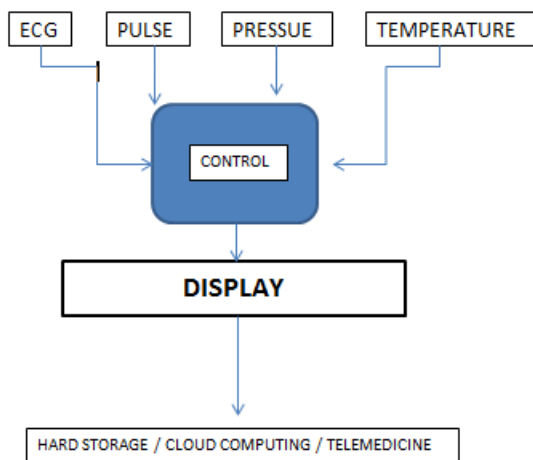 ECG
PULSE
PRESSUE
TEMPERATURE
CONTROL
DISPLAY
HARD STORAGE / CLOUD COMPUTING / TELEMEDICINE